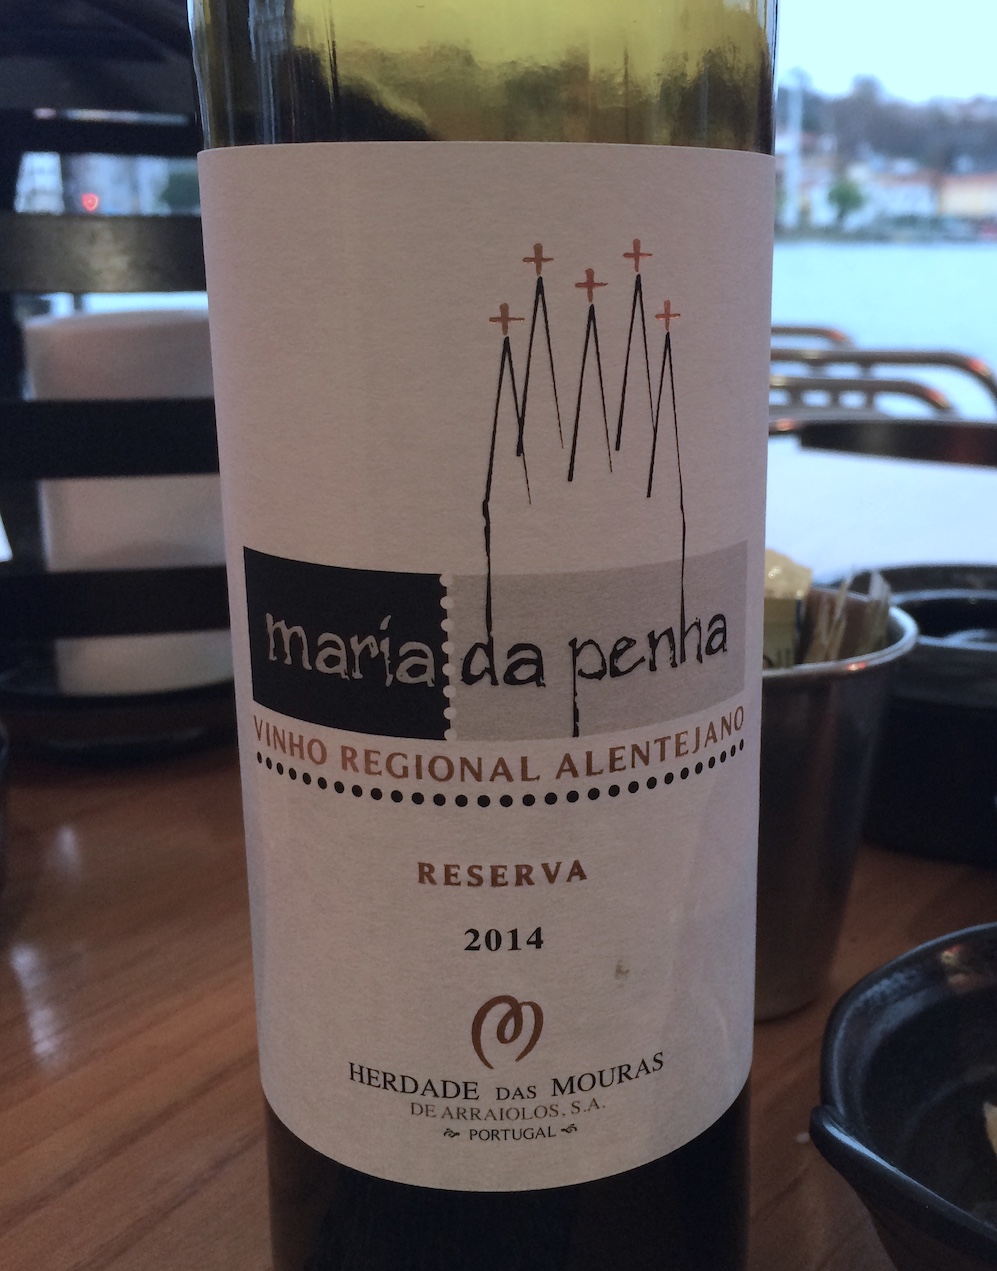 maria da penha
VINHO REGIONAL ALENTEJANO
RESERVA
2014
HERDADE DAS MOURAS
DE ARRAIOLOS, S.A.
PORTUGAL